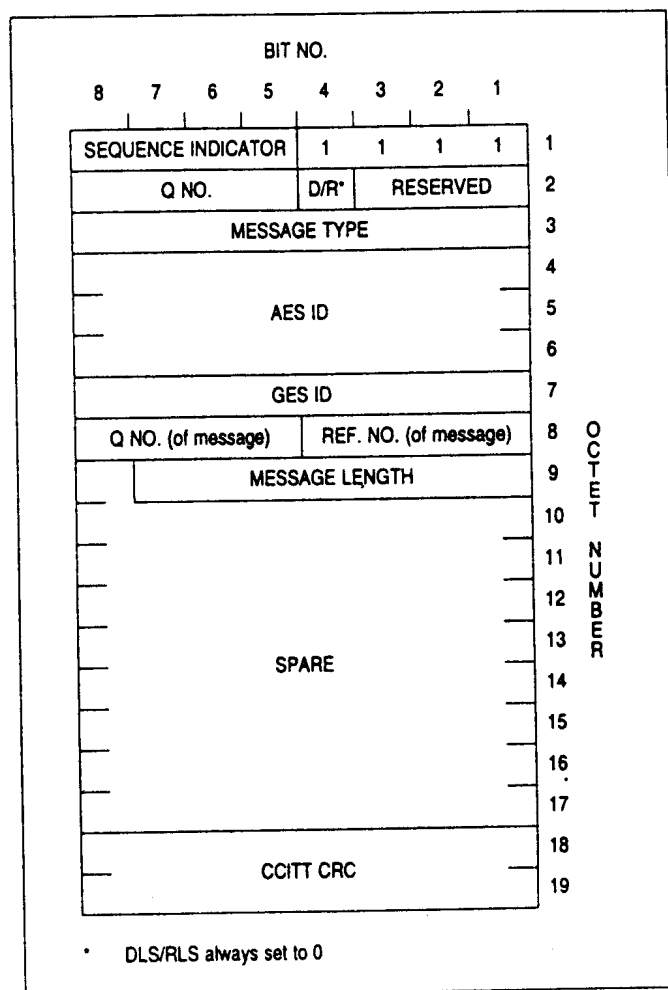 BIT NO.
8 7 6 5 4 3 2 1
SEQUENCE INDICATOR 1 1 1 1 1
Q NO. D/R* RESERVED 2
MESSAGE TYPE 3
4
AES ID 5
6
GES ID 7
Q NO. (of message) REF. NO. (of message) 8
MESSAGE LENGTH 9
10
11
12
13
SPARE 14
15
16
17
18
CCITT CRC 19
OCTET NUMBER
* DLS/RLS always set to 0